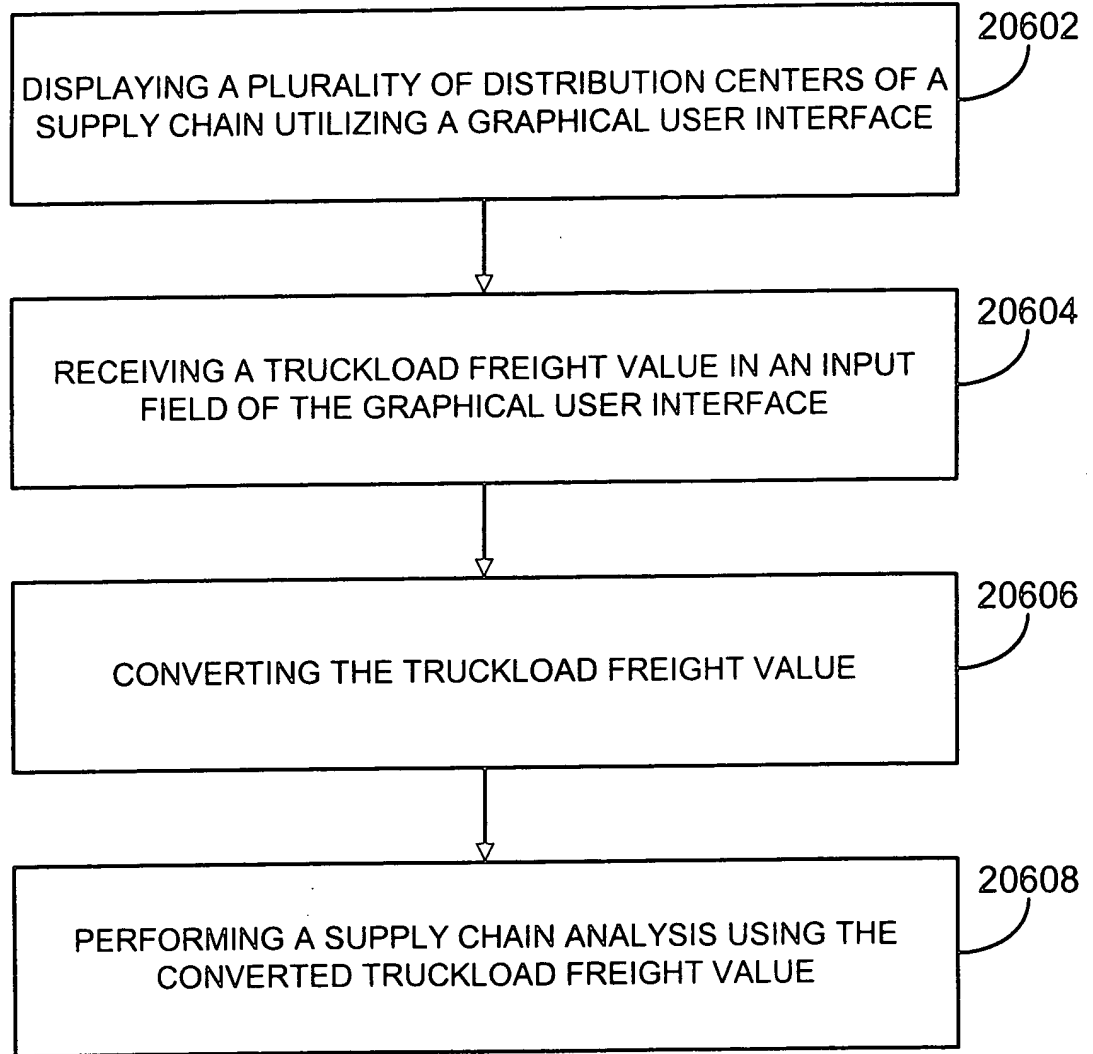 20602
DISPLAYING A PLURALITY OF DISTRIBUTION CENTERS OF A
SUPPLY CHAIN UTILIZING A GRAPHICAL USER INTERFACE
20604
RECEIVING A TRUCKLOAD FREIGHT VALUE IN AN INPUT
FIELD OF THE GRAPHICAL USER INTERFACE
20606
CONVERTING THE TRUCKLOAD FREIGHT VALUE
20608
PERFORMING A SUPPLY CHAIN ANALYSIS USING THE
CONVERTED TRUCKLOAD FREIGHT VALUE